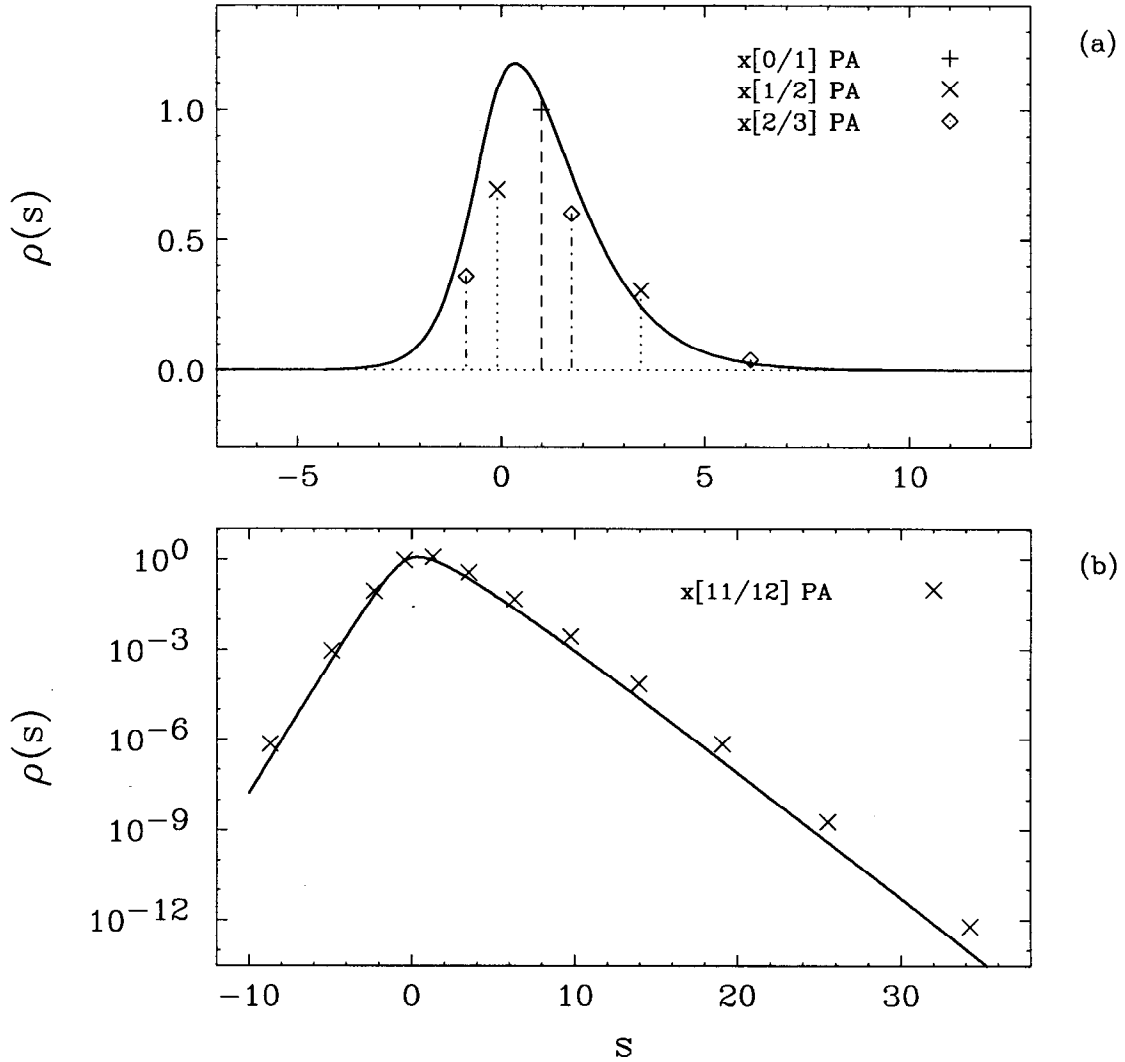 (a)
x[0/1] PA
x[1/2] PA
x[2/3] PA
ρ(s)
1.0
0.5
0.0
−5 0 5 10
(b)
x[11/12] PA
ρ(s)
10^0
10^−3
10^−6
10^−9
10^−12
−10 0 10 20 30
s